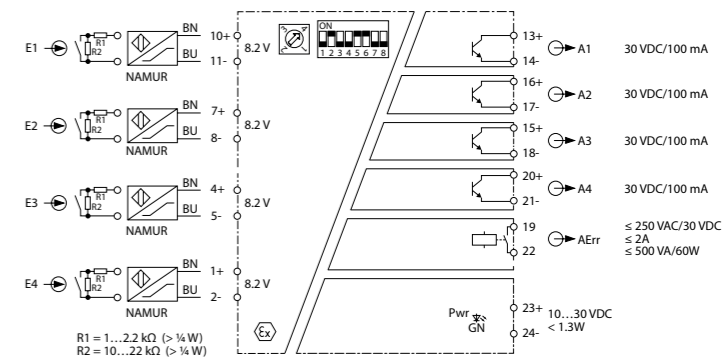 E1
R1
R2
NAMUR
BN
BU
10+
11-
8.2 V
E2
R1
R2
NAMUR
BN
BU
7+
8-
8.2 V
E3
R1
R2
NAMUR
BN
BU
4+
5-
8.2 V
E4
R1
R2
NAMUR
BN
BU
1+
2-
8.2 V
R1 = 1…2.2 kΩ (> ¼ W)
R2 = 10…22 kΩ (> ¼ W)
1 2 3 4
ON
1 2 3 4 5 6 7 8
εx
13+
14-
A1
30 VDC/100 mA
16+
17-
A2
30 VDC/100 mA
15+
18-
A3
30 VDC/100 mA
20+
21-
A4
30 VDC/100 mA
19
22
AErr
≤ 250 VAC/30 VDC
≤ 2A
≤ 500 VA/60W
Pwr
GN
23+
24-
10…30 VDC
< 1.3W